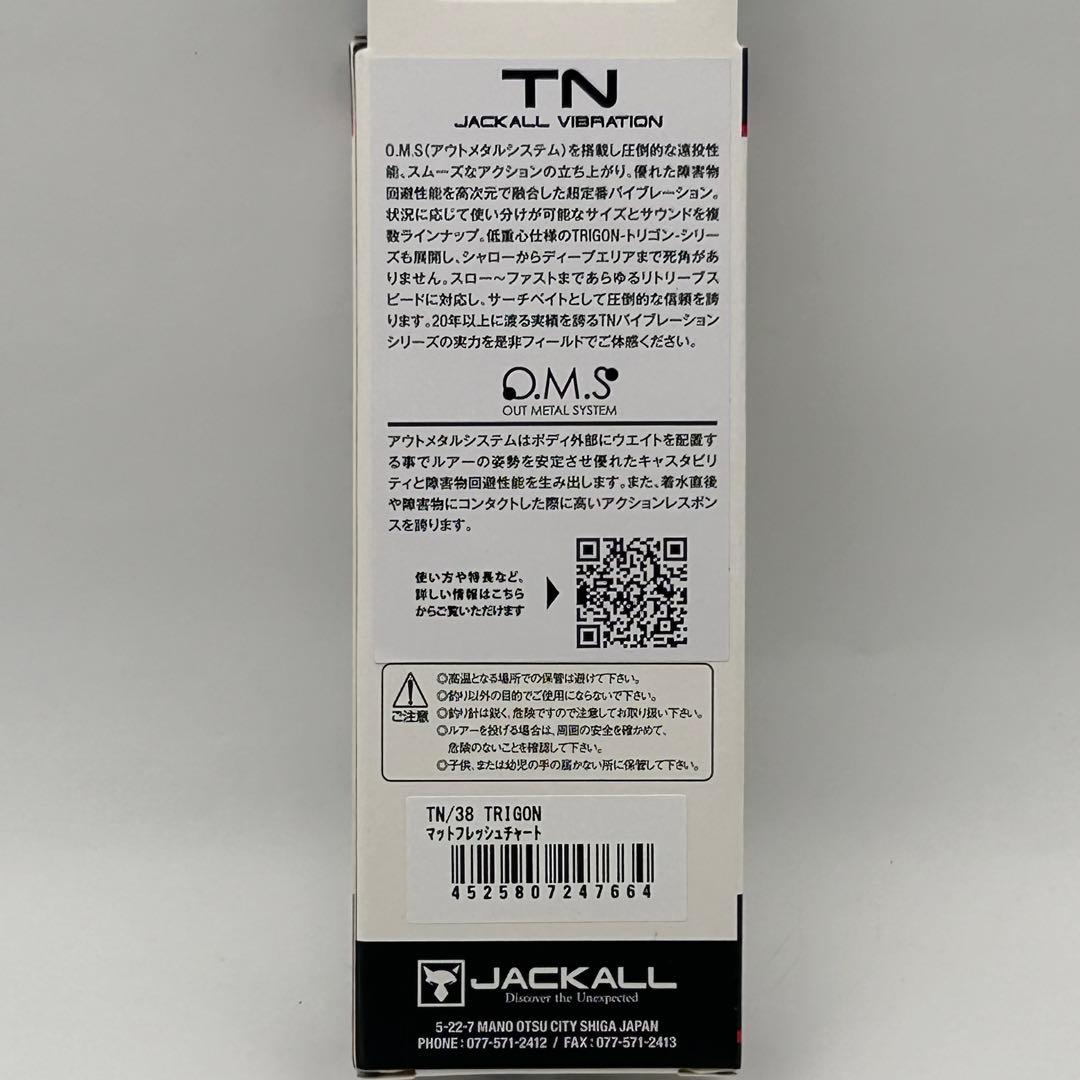 TN
JACKALL VIBRATION
O.M.S(アウトメタルシステム)を搭載し圧倒的な遠投性
能、スムーズなアクションの立ち上がり。優れた障害物
回避性能を高次元で融合した超定番バイブレーション。
状況に応じて使い分けが可能なサイズとサウンドを複
数ラインナップ。低重心仕様のTRIGON-トリゴン-シリー
ズも展開し、シャローからディープエリアまで死角があ
りません。スロー〜ファストまであらゆるリトリーブス
ピードに対応し、サーチベイトとして圧倒的な信頼を誇
ります。20年以上に渡る実績を誇るTNバイブレーション
シリーズの実力を是非フィールドでご体感ください。
O.M.S
OUT METAL SYSTEM
アウトメタルシステムはボディ外部にウエイトを配置す
る事でルアーの姿勢を安定させ優れたキャスタビリ
ティと障害物回避性能を生み出します。また、着水直後
や障害物にコンタクトした際に高いアクションレスポン
スを誇ります。
使い方や特長など、
詳しい情報はこちら
からご覧いただけます
ご注意
◎高温となる場所での保管は避けて下さい。
◎釣り以外の目的でご使用にならないで下さい。
◎釣り針は鋭く、危険ですので注意してお取り扱い下さい。
◎ルアーを投げる場合は、周囲の安全を確かめて、
危険のないことを確認して下さい。
◎子供、または幼児の手の届かない所に保管して下さい。
TN/38 TRIGON
マットフレッシュチャート
4525807247664
JACKALL
Discover the Unexpected
5-22-7 MANO OTSU CITY SHIGA JAPAN
PHONE : 077-571-2412 / FAX : 077-571-2413